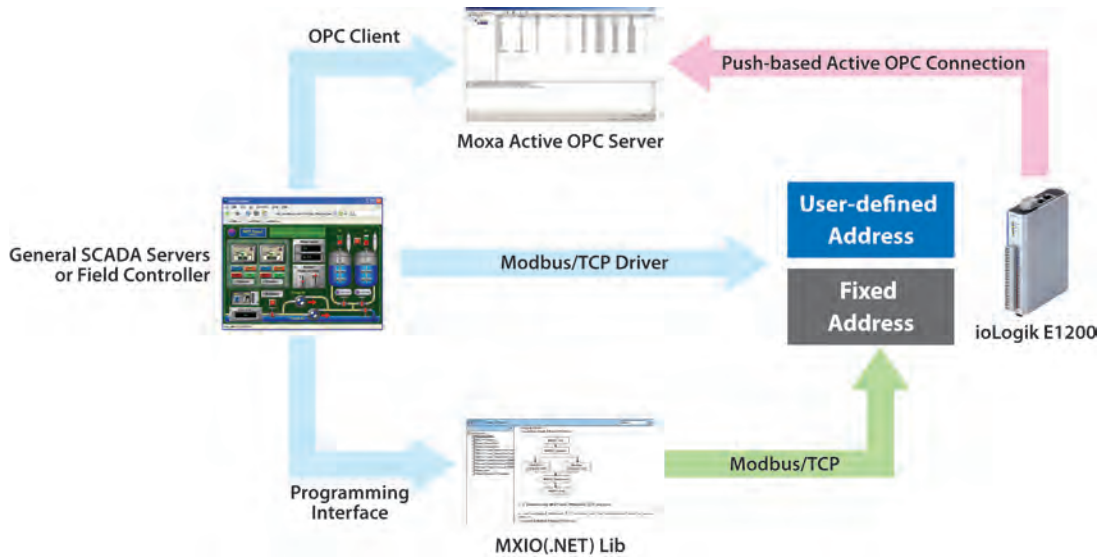 OPC Client
Push-based Active OPC Connection
Moxa Active OPC Server
User-defined
Address
General SCADA Servers
or Field Controller
Modbus/TCP Driver
Fixed
Address
ioLogik E1200
Modbus/TCP
Programming
Interface
MXIO(.NET) Lib